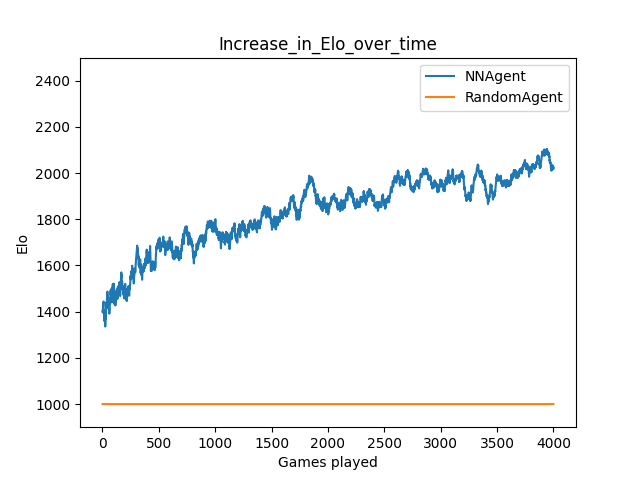 Increase_in_Elo_over_time
NNAgent
RandomAgent
2400
2200
2000
1800
1600
1400
1200
1000
Elo
0 500 1000 1500 2000 2500 3000 3500 4000
Games played